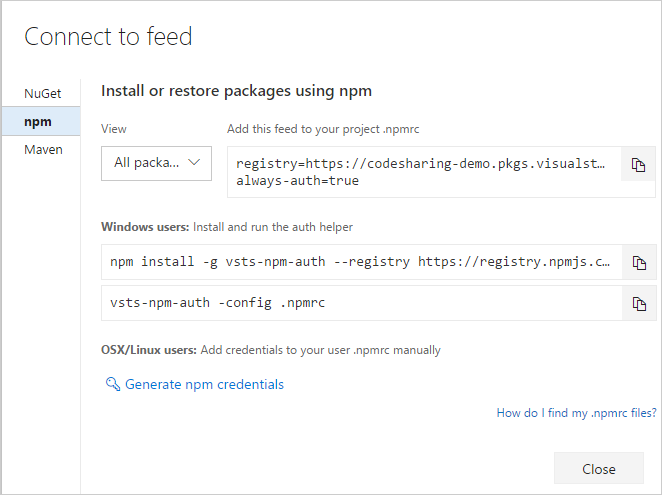 Connect to feed
NuGet
npm
Maven
Install or restore packages using npm
View
Add this feed to your project .npmrc
All packa...
registry=https://codesharing-demo.pkgs.visualst...
always-auth=true
Windows users: Install and run the auth helper
npm install -g vsts-npm-auth --registry https://registry.npmjs.c...
vsts-npm-auth -config .npmrc
OSX/Linux users: Add credentials to your user .npmrc manually
Generate npm credentials
How do I find my .npmrc files?
Close